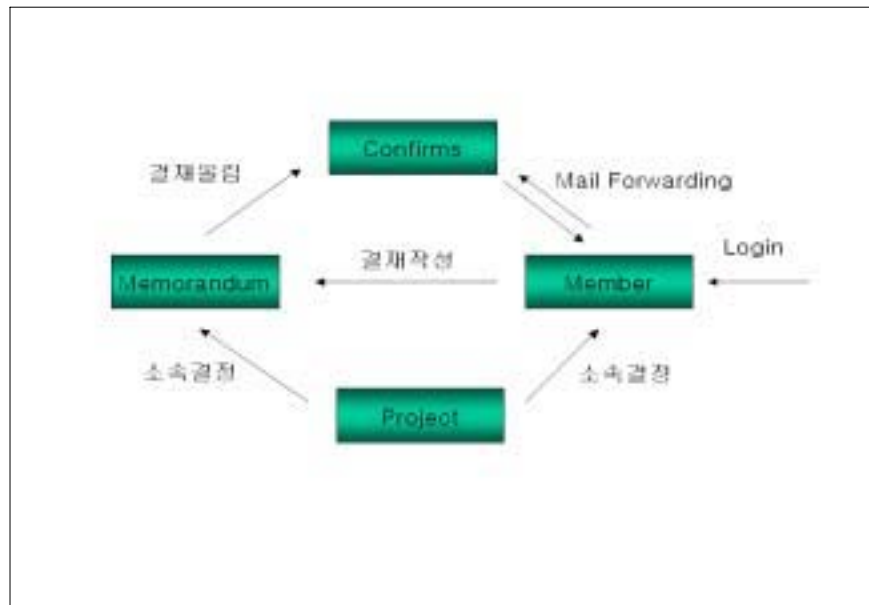 Confirms
결재올림
Mail Forwarding
결재작성
Login
Memorandum
Member
소속결정
소속결정
Project